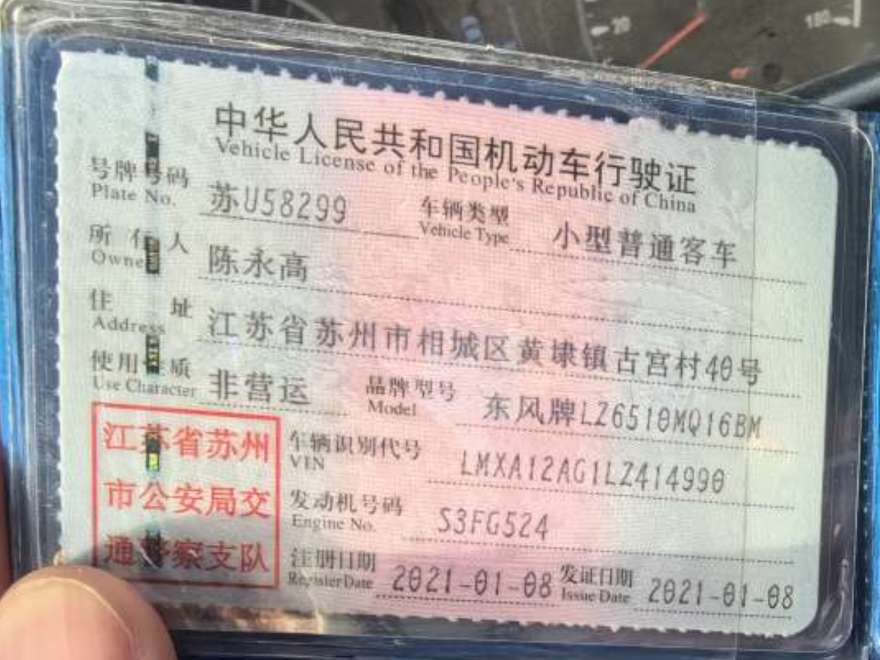 20
180
中华人民共和国机动车行驶证
Vehicle License of the People's Republic of China
号牌号码 苏U58299 车辆类型 小型普通客车
Plate No. Vehicle Type
所有人 陈永高
Owner
住址 江苏省苏州市相城区黄埭镇古宫村40号
Address
使用性质 非营运 品牌型号 东风牌LZ6510MQ16BM
Use Character Model
江苏省苏州
市公安局交
通警察支队
车辆识别代号 LMXA12AG1LZ414990
VIN
发动机号码 S3FG524
Engine No.
注册日期 2021-01-08 发证日期 2021-01-08
Register Date Issue Date